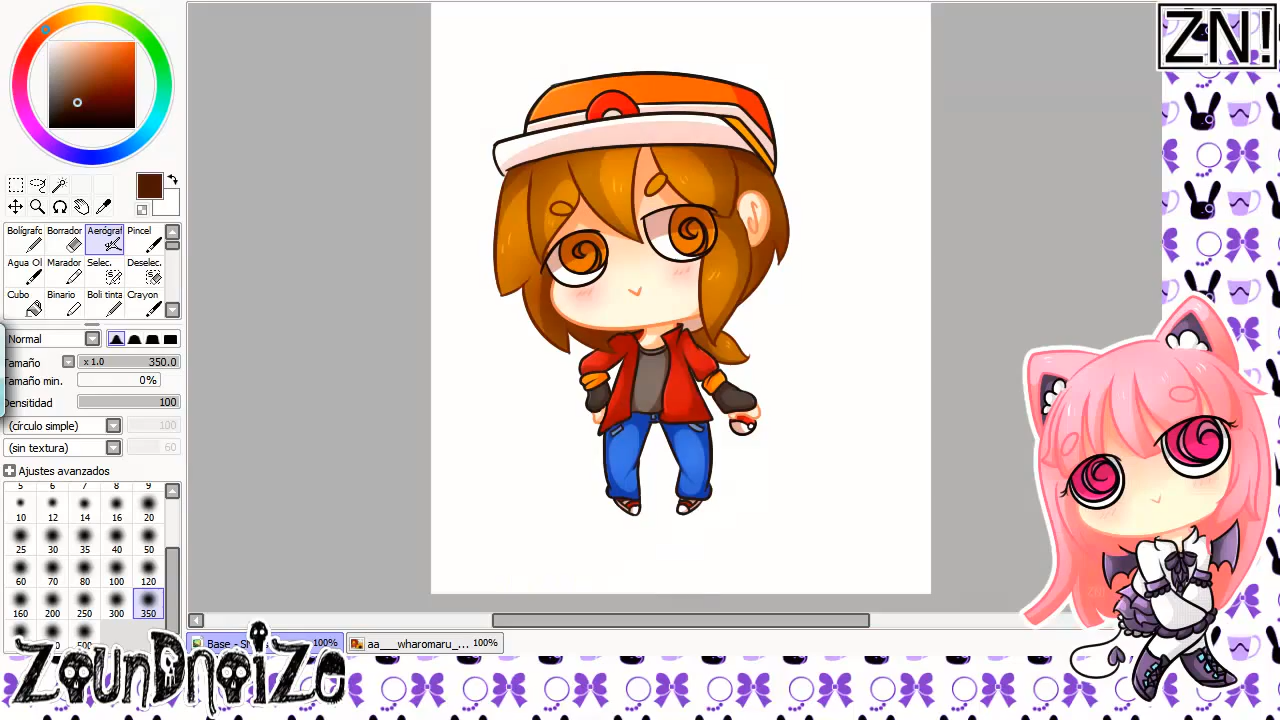 ZN!
Bolígrafo Borrador Aerógraf Pincel
Agua Ol Marador Selec. Deselec.
Cubo Binario Boli tinta Crayon
Normal
Tamaño x 1.0 350.0
Tamaño min. 0%
Densitidad 100
(círculo simple) 100
(sin textura) 60
Ajustes avanzados
5 6 7 8 9
10 12 14 16 20
25 30 35 40 50
60 70 80 100 120
160 200 250 300 350
Base - Sh 100% aa___wharomaru_... 100%
ZounDnoize